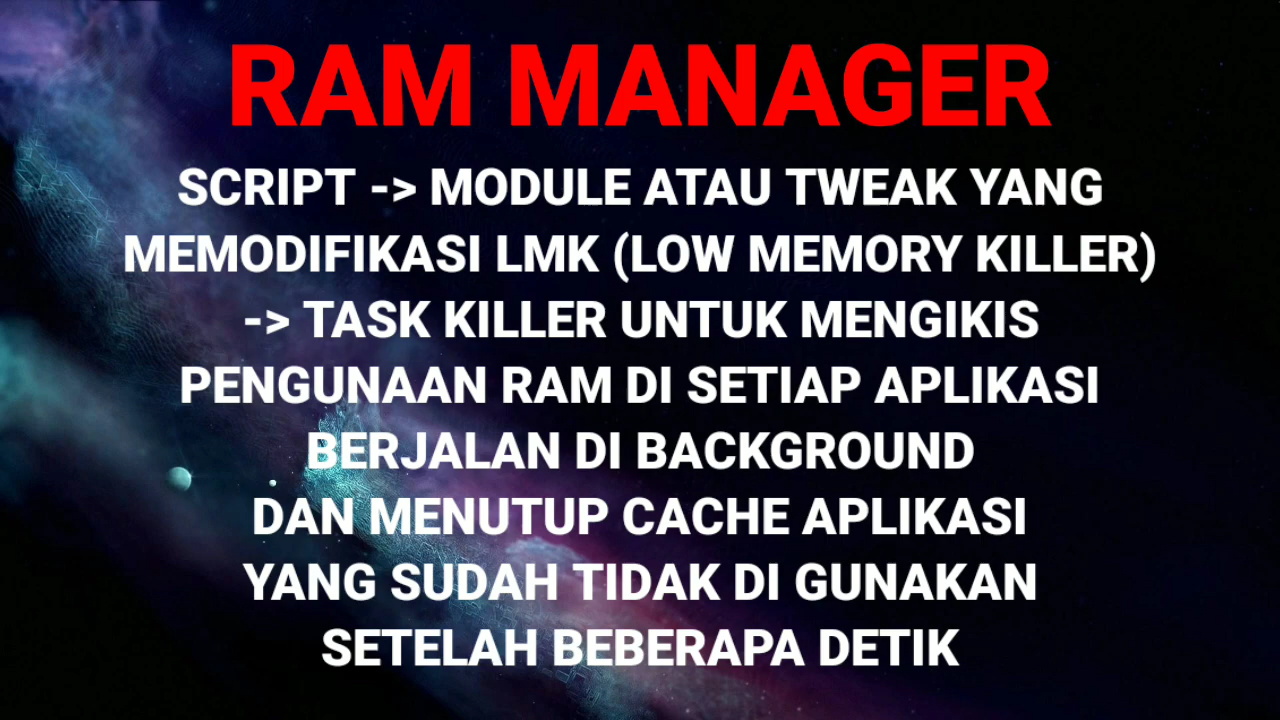 RAM MANAGER
SCRIPT -> MODULE ATAU TWEAK YANG
MEMODIFIKASI LMK (LOW MEMORY KILLER)
-> TASK KILLER UNTUK MENGIKIS
PENGUNAAN RAM DI SETIAP APLIKASI
BERJALAN DI BACKGROUND
DAN MENUTUP CACHE APLIKASI
YANG SUDAH TIDAK DI GUNAKAN
SETELAH BEBERAPA DETIK